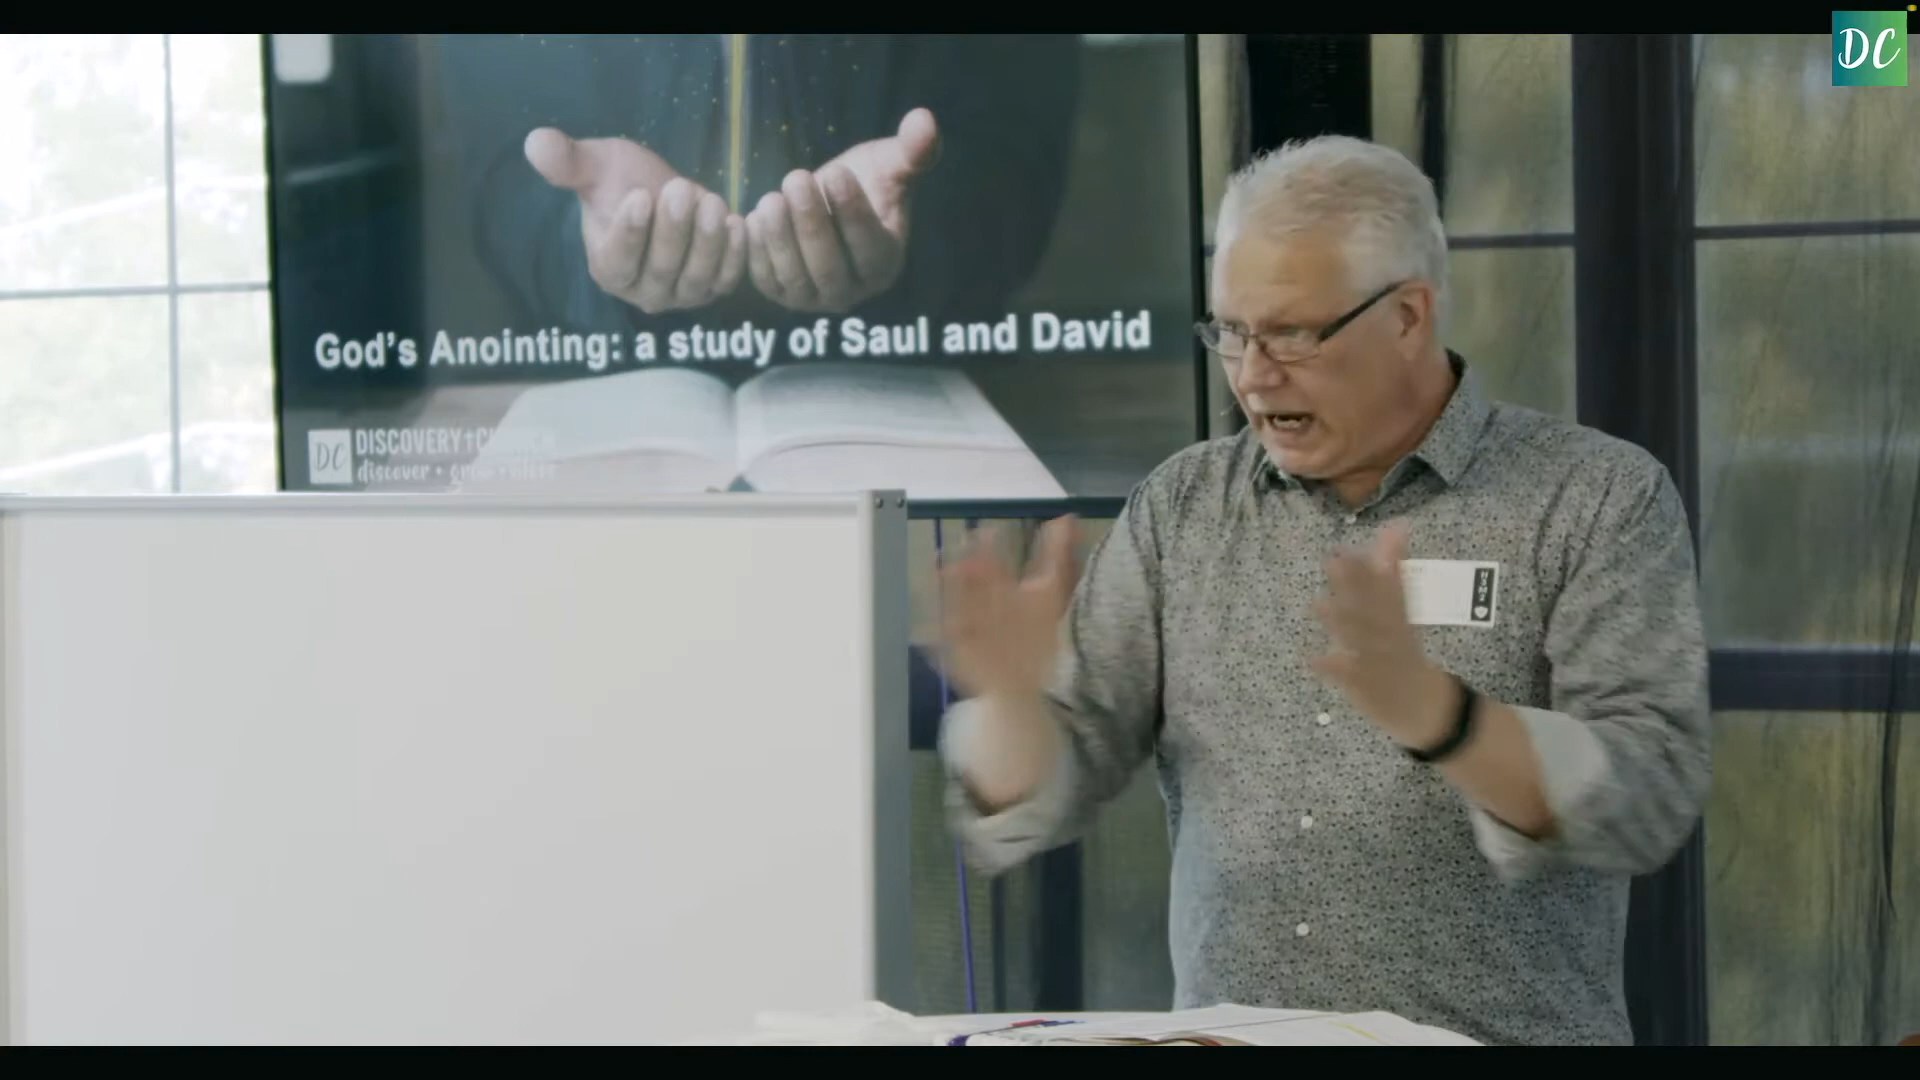 DC
God's Anointing: a study of Saul and David
DC
DISCOVERY
discover •